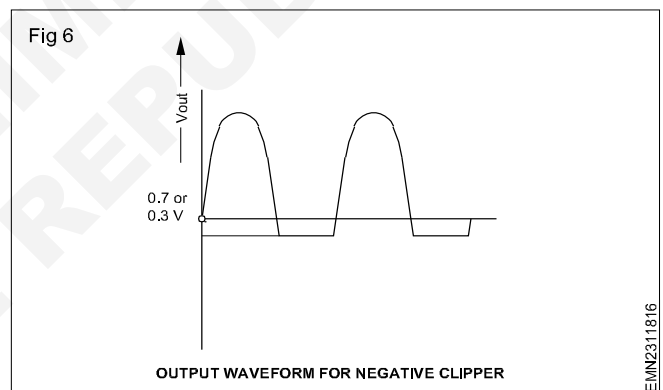 Fig 6
Vout
0.7 or
0.3 V
OUTPUT WAVEFORM FOR NEGATIVE CLIPPER
EMN2311816